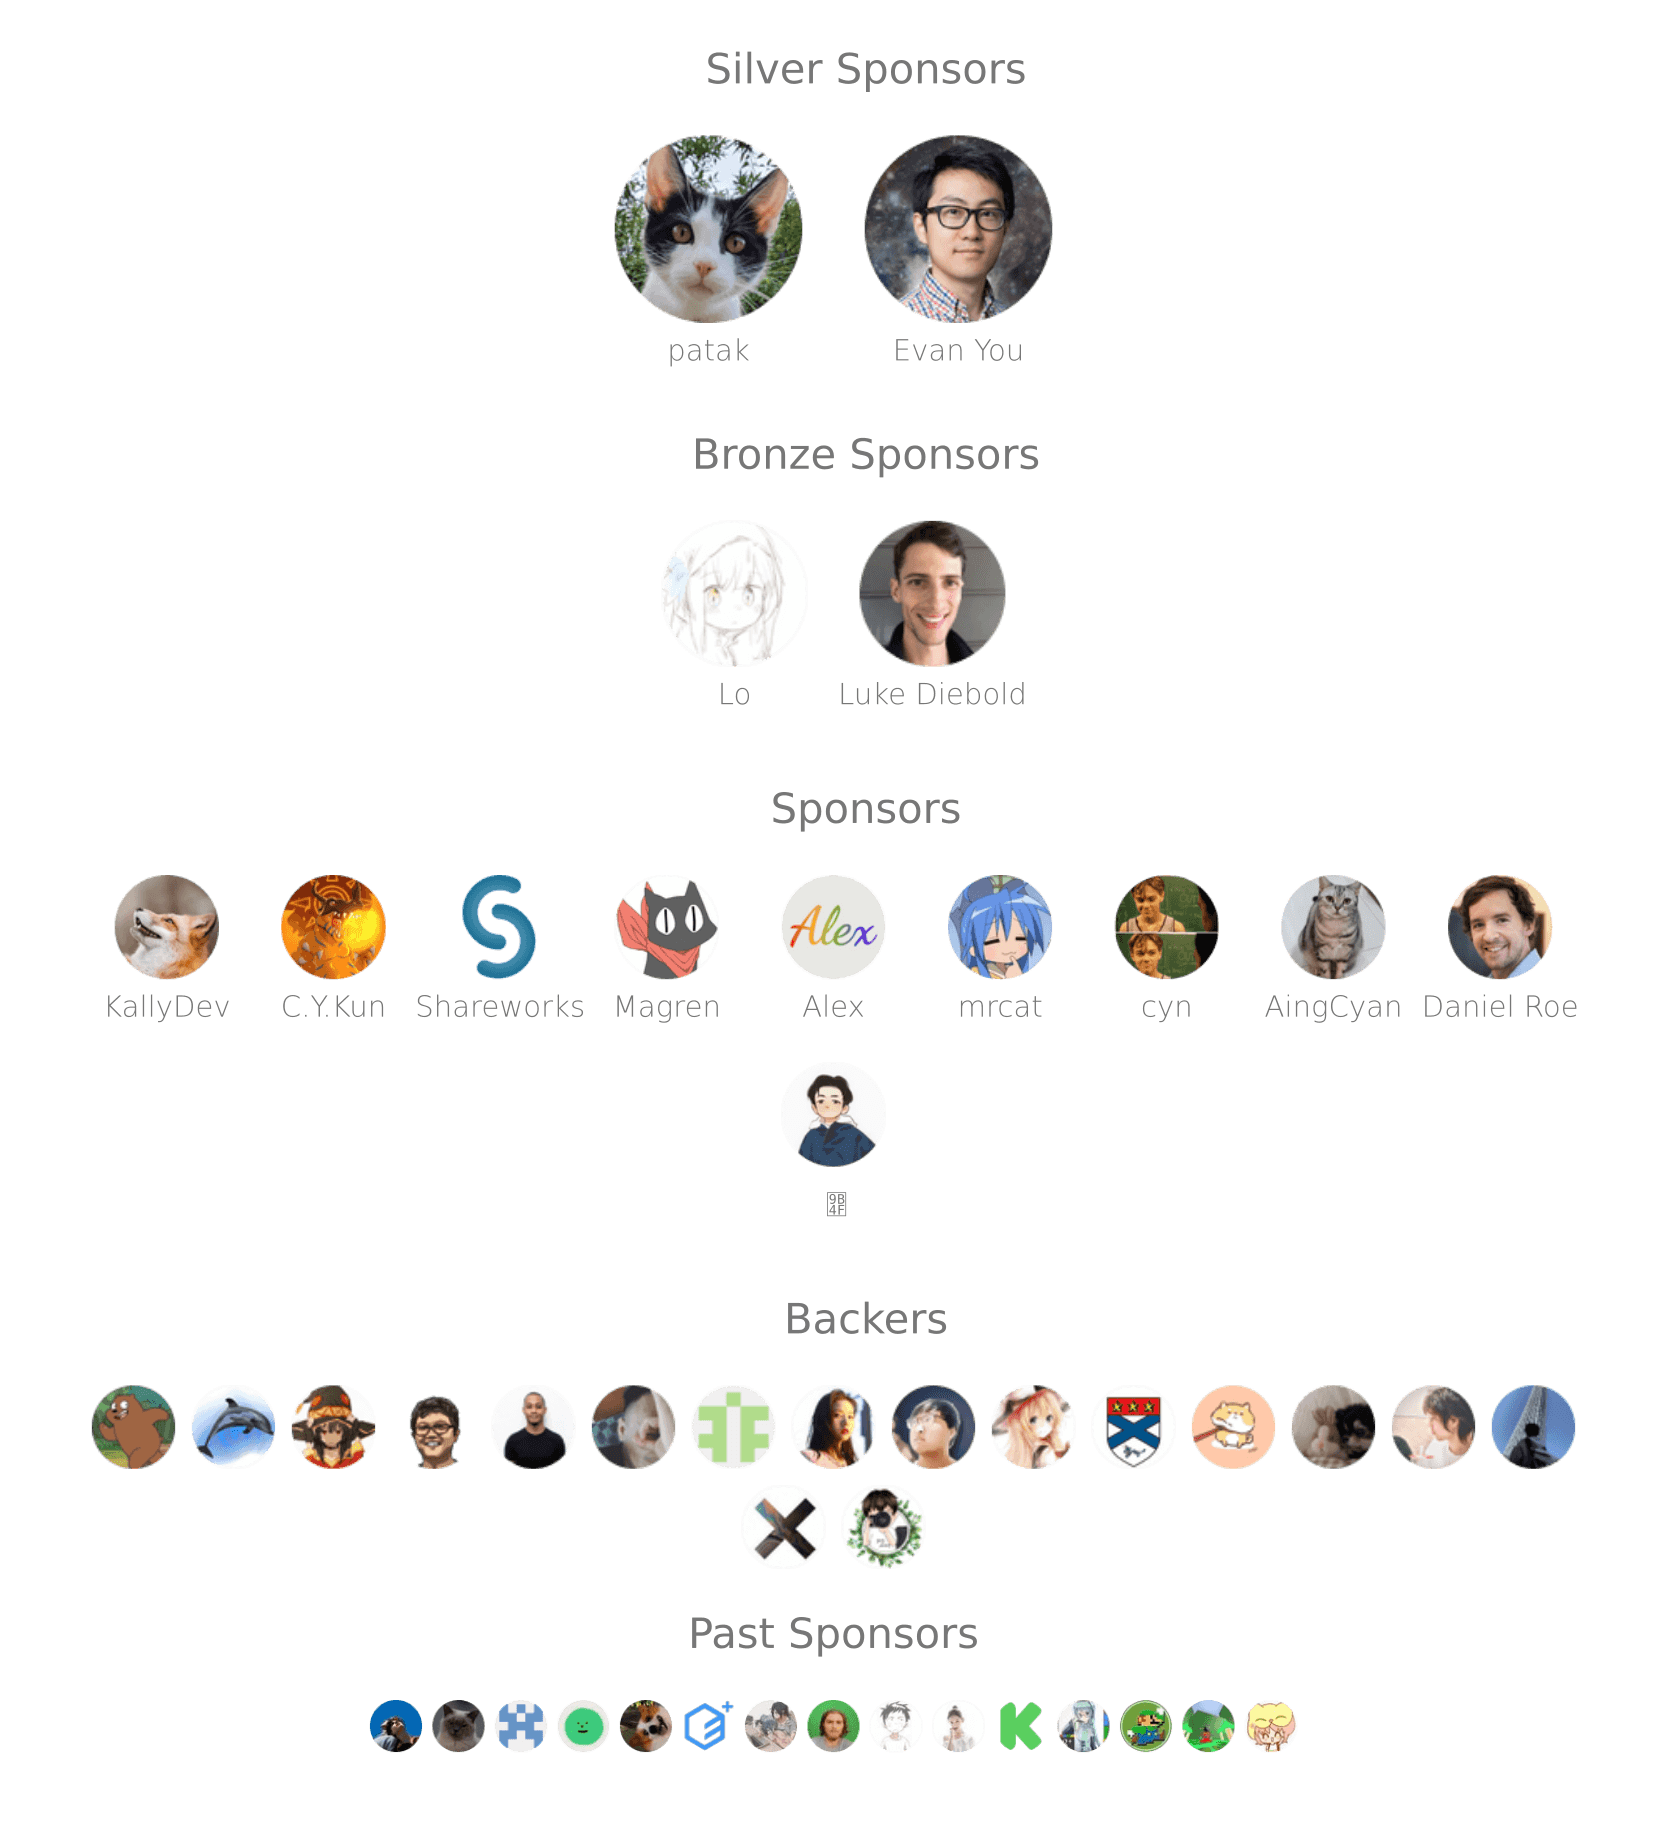 Silver Sponsors
patak Evan You
Bronze Sponsors
Lo Luke Diebold
Sponsors
Alex
KallyDev C.Y.Kun Shareworks Magren Alex mrcat cyn AingCyan Daniel Roe
Backers
Past Sponsors